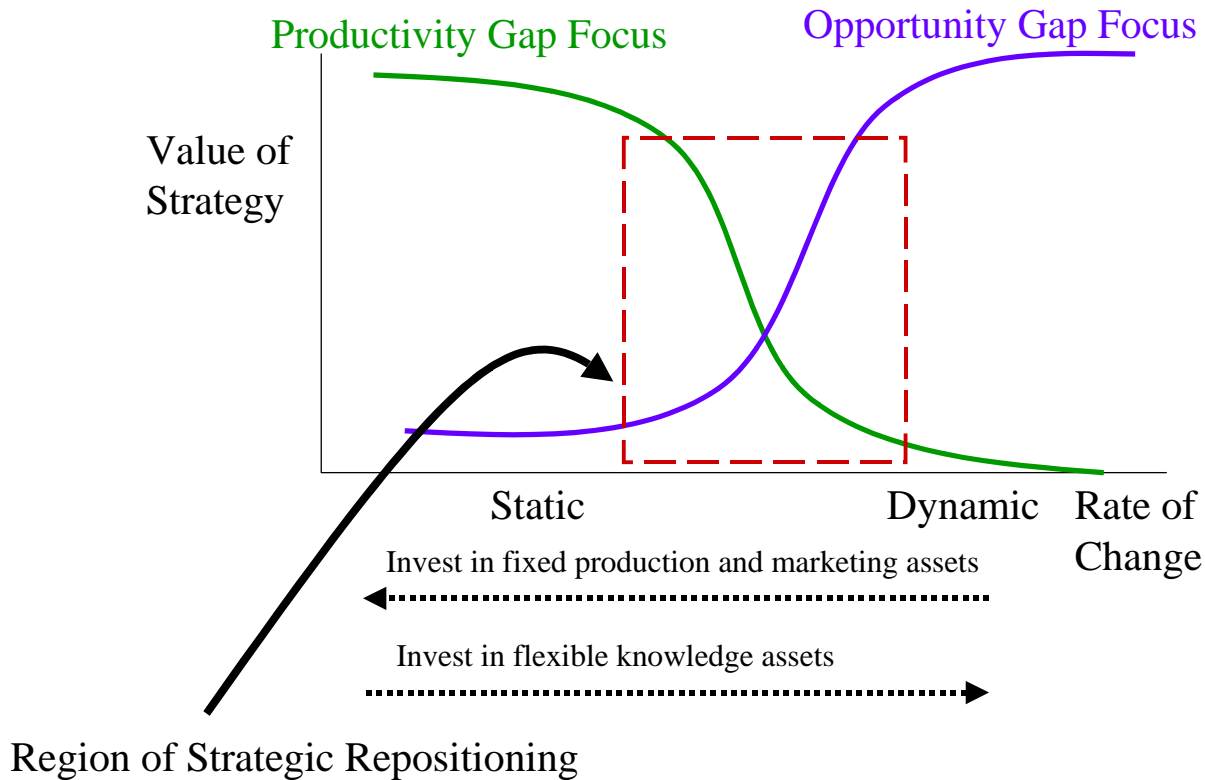 Productivity Gap Focus
Opportunity Gap Focus
Value of
Strategy
Static
Dynamic
Rate of
Change
Invest in fixed production and marketing assets
Invest in flexible knowledge assets
Region of Strategic Repositioning